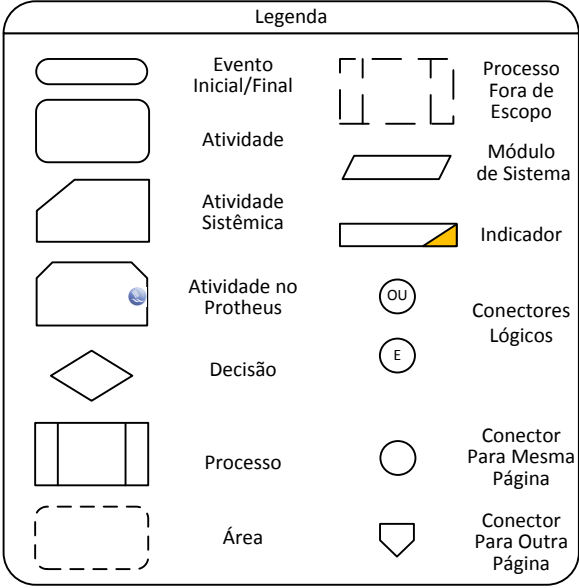 Legenda
Evento
Inicial/Final
Atividade
Atividade
Sistêmica
Atividade no
Protheus
Decisão
Processo
Área
Processo
Fora de
Escopo
Módulo
de Sistema
Indicador
OU
E
Conectores
Lógicos
Conector
Para Mesma
Página
Conector
Para Outra
Página